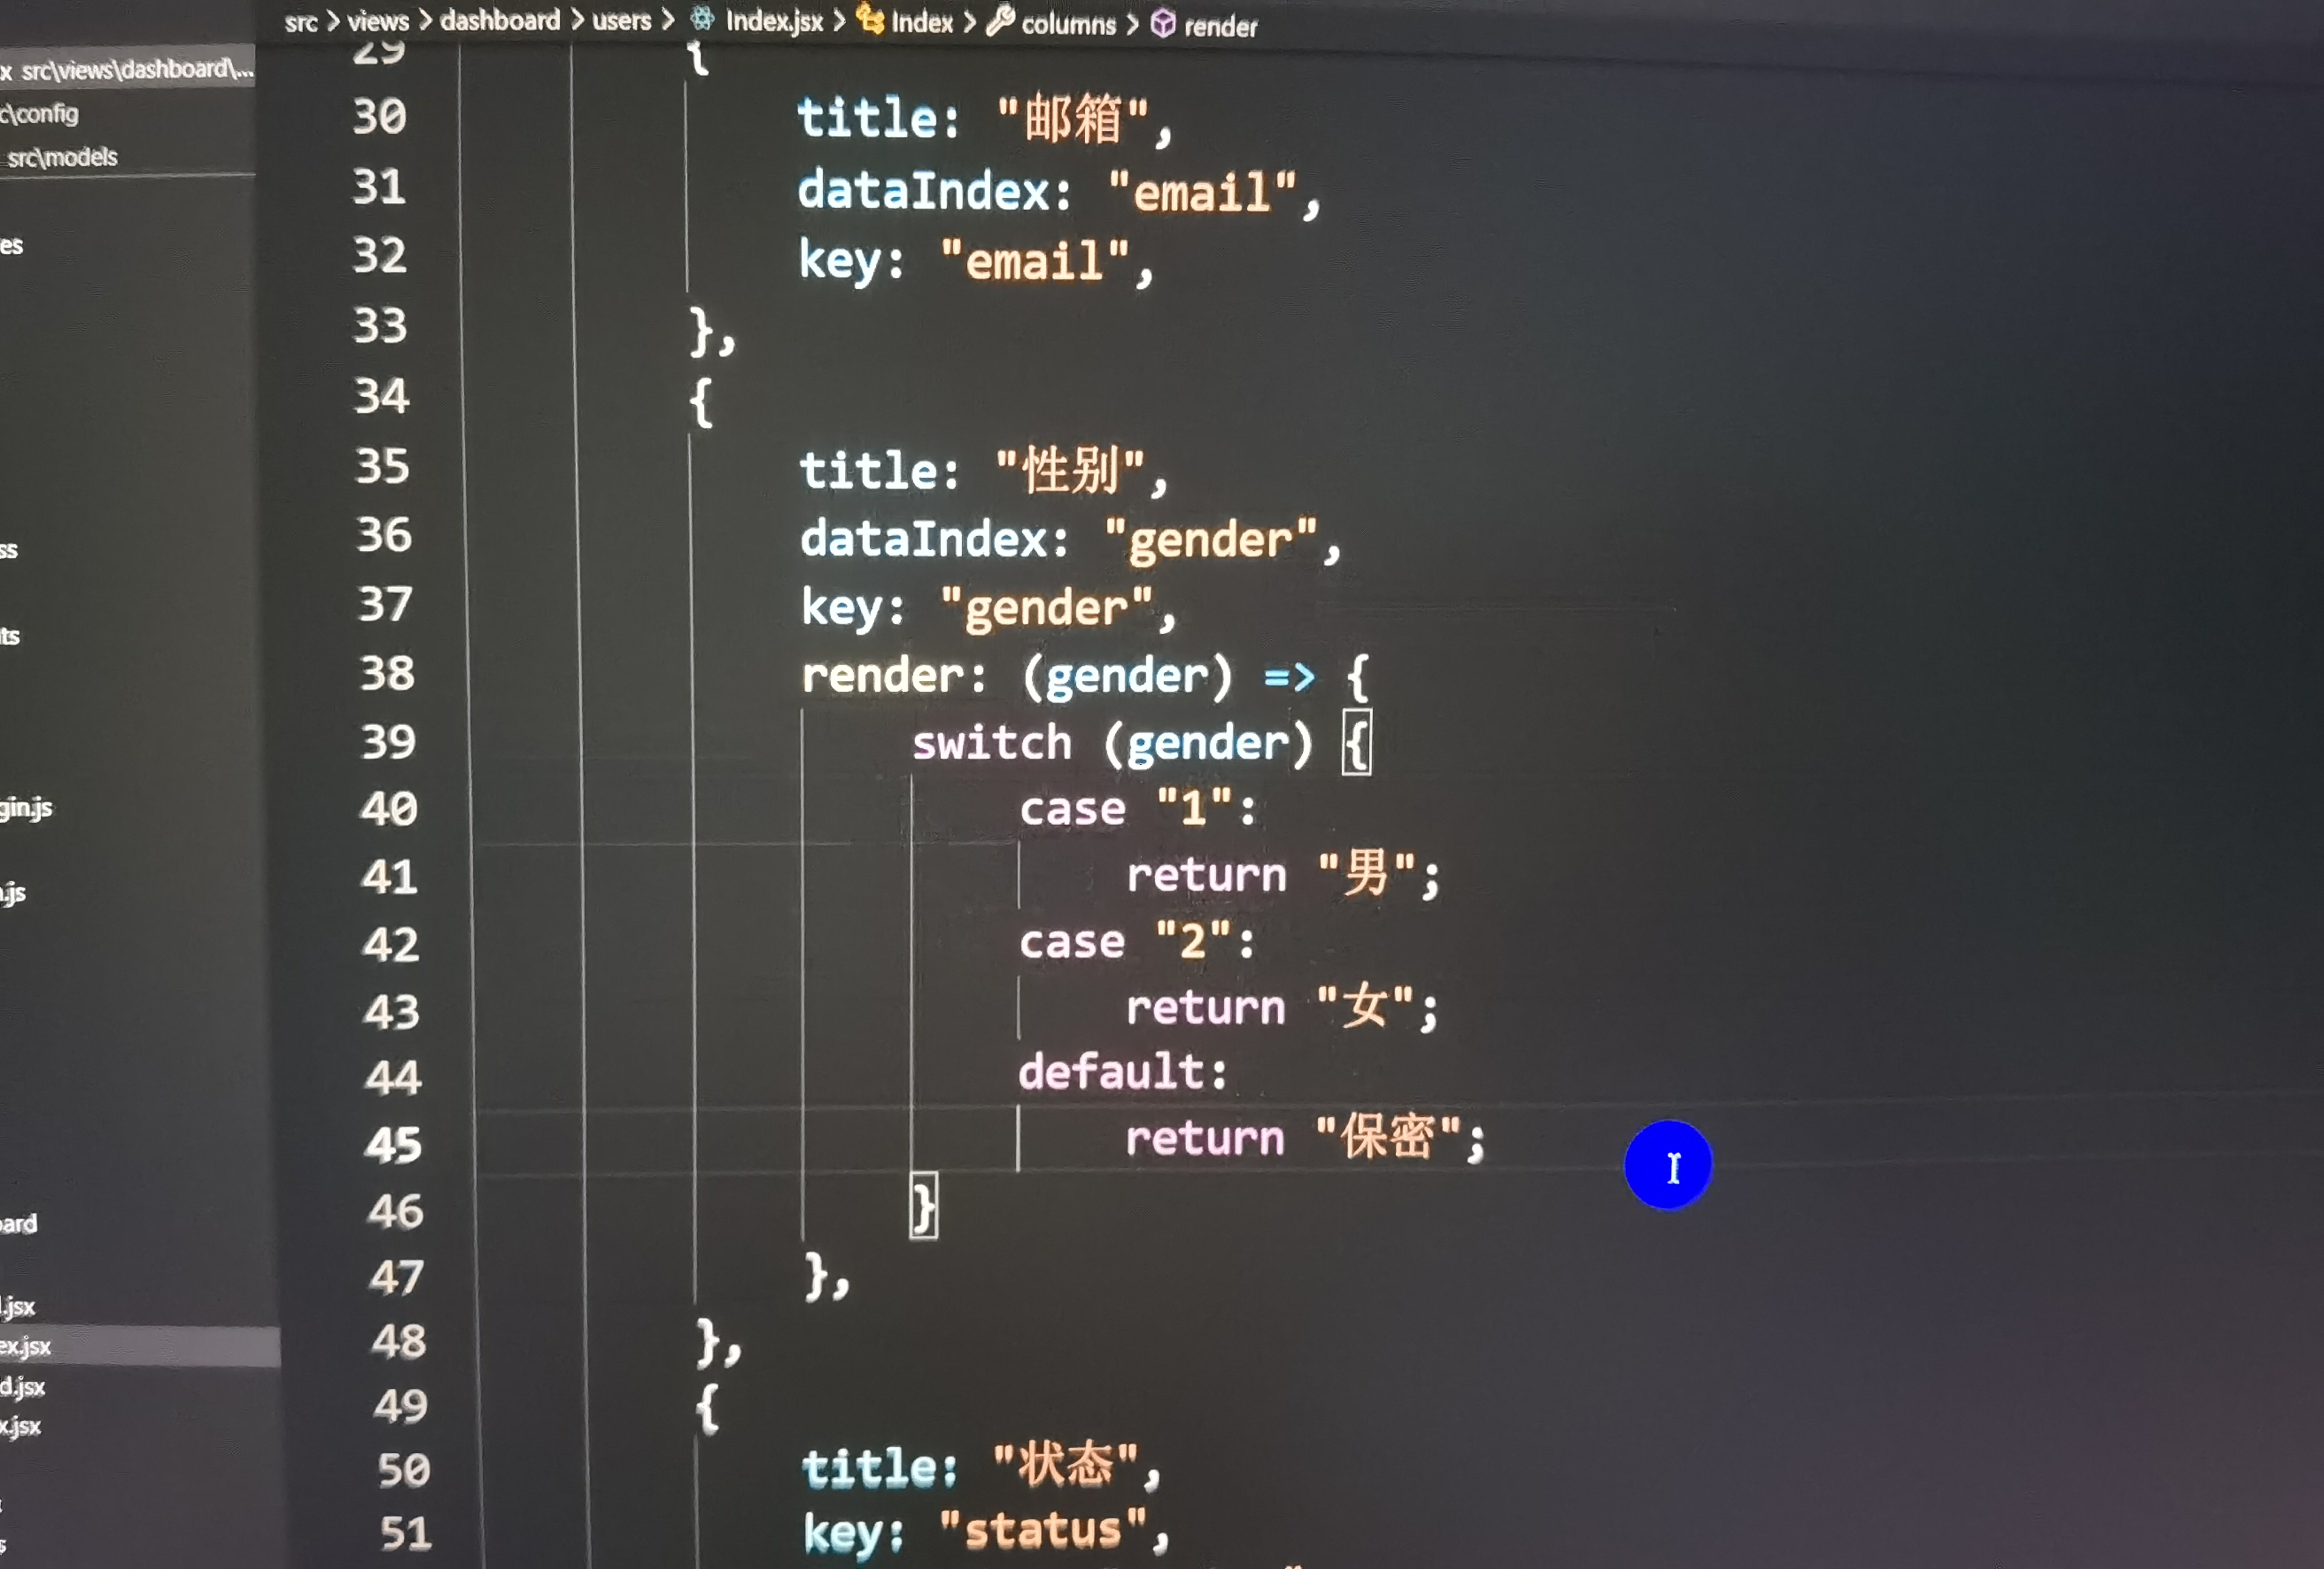 src > views > dashboard > users > Index.jsx > Index > columns > render
x src\views\dashboard\...
c\config
src\models
es
ss
ts
gin.js
.js
ard
.jsx
ex.jsx
d.jsx
x.jsx
29 {
30 title: "邮箱",
31 dataIndex: "email",
32 key: "email",
33 },
34 {
35 title: "性别",
36 dataIndex: "gender",
37 key: "gender",
38 render: (gender) => {
39 switch (gender) {
40 case "1":
41 return "男";
42 case "2":
43 return "女";
44 default:
45 return "保密";
46 }
47 },
48 },
49 {
50 title: "状态",
51 key: "status",